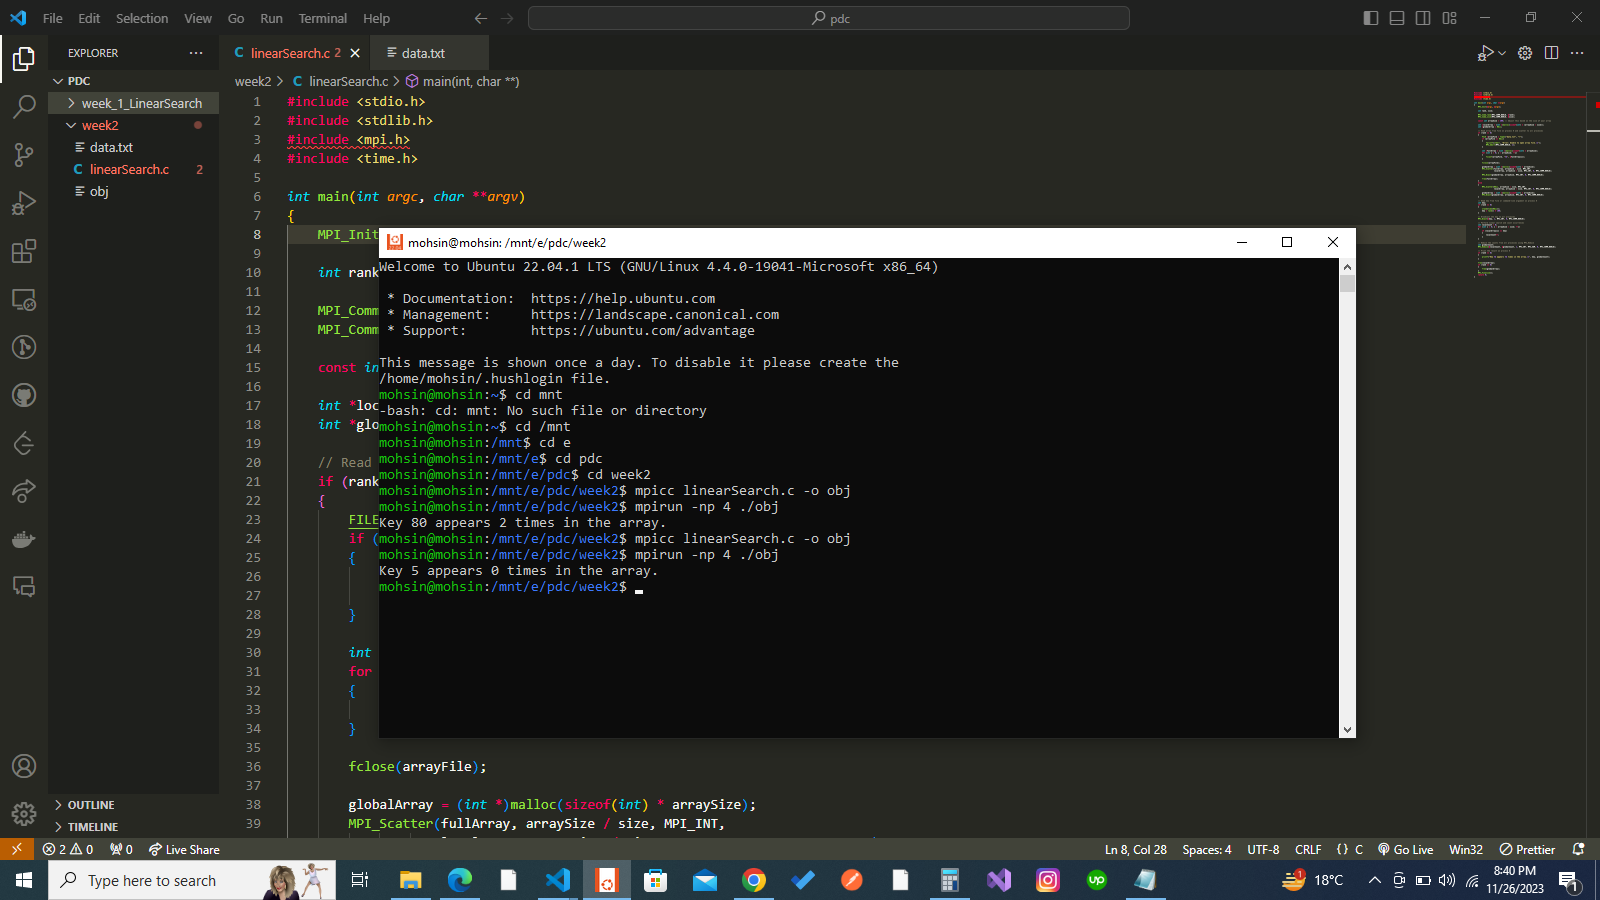 File Edit Selection View Go Run Terminal Help
pdc
EXPLORER
PDC
week_1_LinearSearch
week2
data.txt
linearSearch.c 2
obj
OUTLINE
TIMELINE
linearSearch.c 2
data.txt
week2 > C linearSearch.c > main(int, char **)
1 #include <stdio.h>
2 #include <stdlib.h>
3 #include <mpi.h>
4 #include <time.h>
5
6 int main(int argc, char **argv)
7 {
8 MPI_Init
9
10 int rank
11
12 MPI_Comm
13 MPI_Comm
14
15 const in
16
17 int *loc
18 int *glo
19
20 // Read
21 if (rank
22 {
23 FILE
24 if (
25 {
26
27
28 }
29
30 int
31 for
32 {
33
34 }
35
36 fclose(arrayFile);
37
38 globalArray = (int *)malloc(sizeof(int) * arraySize);
39 MPI_Scatter(fullArray, arraySize / size, MPI_INT,
mohsin@mohsin: /mnt/e/pdc/week2
Welcome to Ubuntu 22.04.1 LTS (GNU/Linux 4.4.0-19041-Microsoft x86_64)
* Documentation: https://help.ubuntu.com
* Management: https://landscape.canonical.com
* Support: https://ubuntu.com/advantage
This message is shown once a day. To disable it please create the
/home/mohsin/.hushlogin file.
mohsin@mohsin:~$ cd mnt
-bash: cd: mnt: No such file or directory
mohsin@mohsin:~$ cd /mnt
mohsin@mohsin:/mnt$ cd e
mohsin@mohsin:/mnt/e$ cd pdc
mohsin@mohsin:/mnt/e/pdc$ cd week2
mohsin@mohsin:/mnt/e/pdc/week2$ mpicc linearSearch.c -o obj
mohsin@mohsin:/mnt/e/pdc/week2$ mpirun -np 4 ./obj
Key 80 appears 2 times in the array.
mohsin@mohsin:/mnt/e/pdc/week2$ mpicc linearSearch.c -o obj
mohsin@mohsin:/mnt/e/pdc/week2$ mpirun -np 4 ./obj
Key 5 appears 0 times in the array.
mohsin@mohsin:/mnt/e/pdc/week2$
2 0 0 Live Share
Ln 8, Col 28 Spaces: 4 UTF-8 CRLF {} C Go Live Win32 Prettier
Type here to search
up
1 18°C
8:40 PM
11/26/2023
1